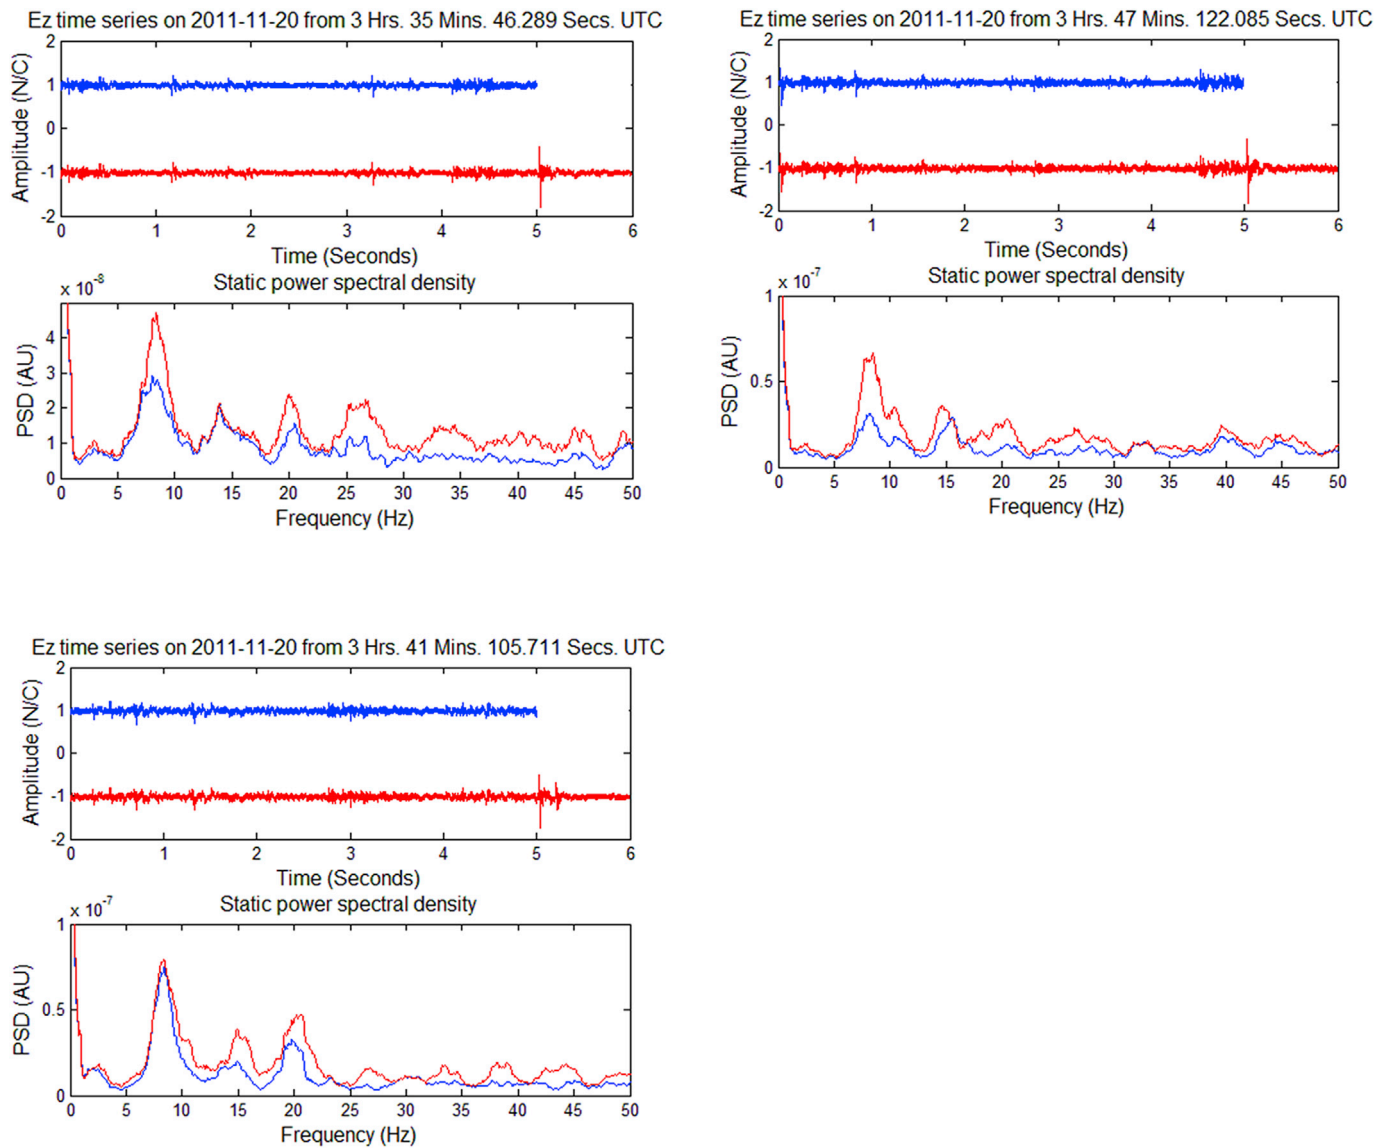 Ez time series on 2011-11-20 from 3 Hrs. 35 Mins. 46.289 Secs. UTC
2
1
0
-1
-2
Amplitude (N/C)
0 1 2 3 4 5 6
Time (Seconds)
x 10-8
Static power spectral density
4
3
2
1
0
PSD (AU)
0 5 10 15 20 25 30 35 40 45 50
Frequency (Hz)
Ez time series on 2011-11-20 from 3 Hrs. 47 Mins. 122.085 Secs. UTC
2
1
0
-1
-2
Amplitude (N/C)
0 1 2 3 4 5 6
Time (Seconds)
x 10-7
Static power spectral density
1
0.5
0
PSD (AU)
0 5 10 15 20 25 30 35 40 45 50
Frequency (Hz)
Ez time series on 2011-11-20 from 3 Hrs. 41 Mins. 105.711 Secs. UTC
2
1
0
-1
-2
Amplitude (N/C)
0 1 2 3 4 5 6
Time (Seconds)
x 10-7
Static power spectral density
1
0.5
0
PSD (AU)
0 5 10 15 20 25 30 35 40 45 50
Frequency (Hz)